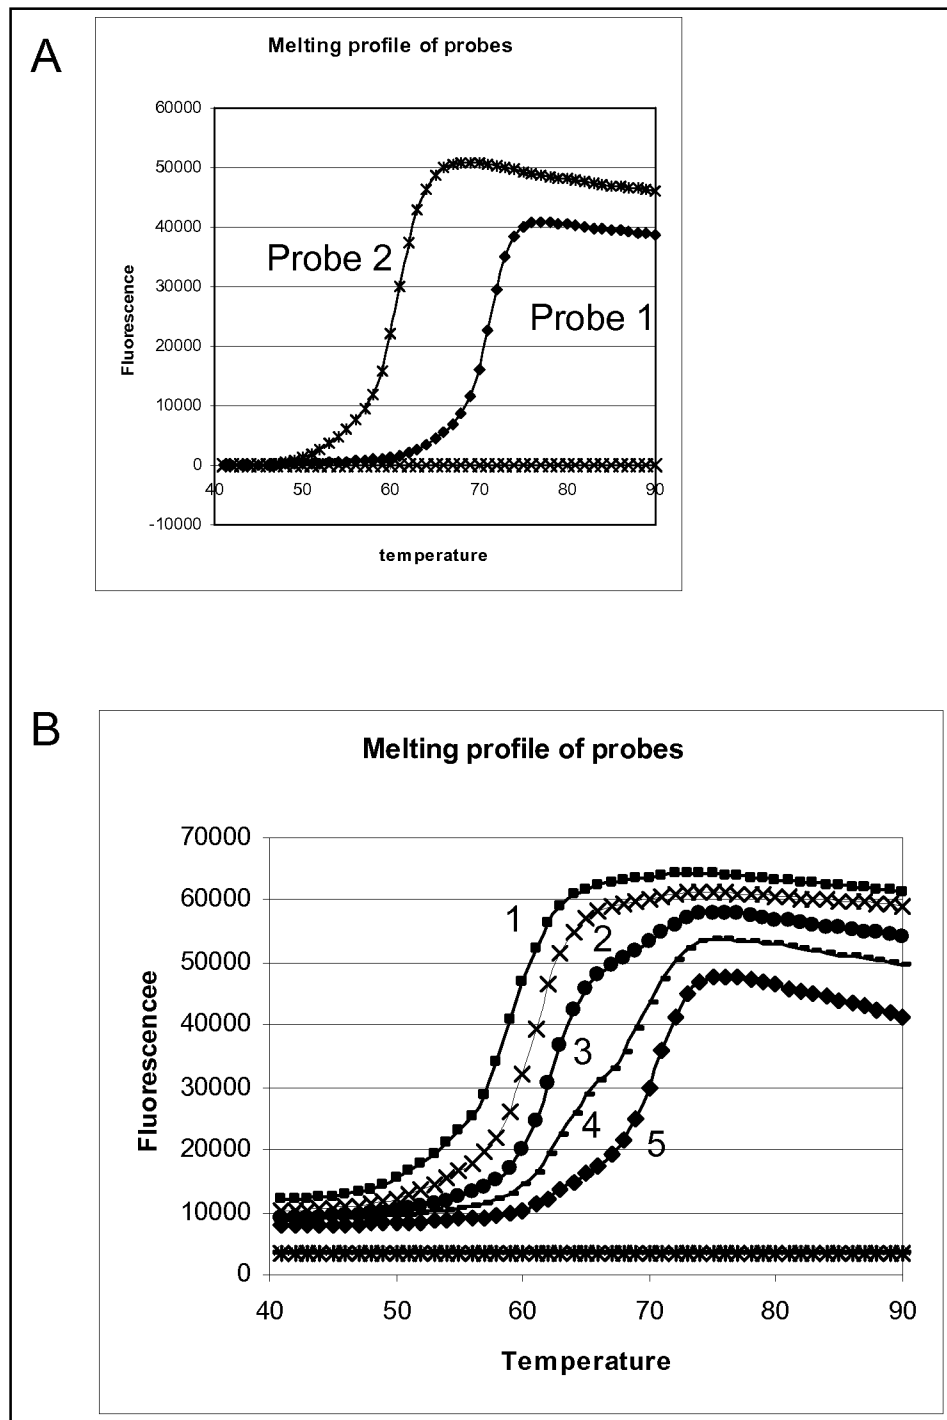 A
Melting profile of probes
60000
50000
40000
30000
20000
10000
0
-10000
Fluorescence
Probe 2
Probe 1
40 50 60 70 80 90
temperature
B
Melting profile of probes
70000
60000
50000
40000
30000
20000
10000
0
Fluorescencee
1
2
3
4
5
40 50 60 70 80 90
Temperature